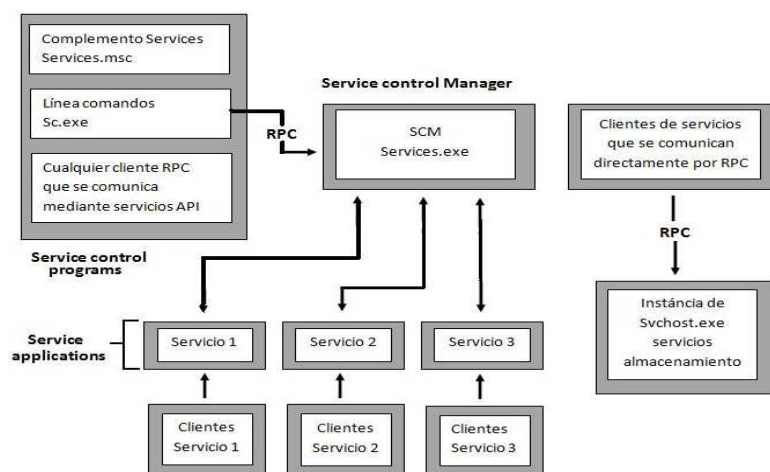 Complemento Services
Services.msc
Línea comandos
Sc.exe
Cualquier cliente RPC
que se comunica
mediante servicios API
Service control
programs
RPC
Service control Manager
SCM
Services.exe
Clientes de servicios
que se comunican
directamente por RPC
RPC
Instáncia de
Svchost.exe
servicios
almacenamiento
Service
applications
Servicio 1
Servicio 2
Servicio 3
Clientes
Servicio 1
Clientes
Servicio 2
Clientes
Servicio 3